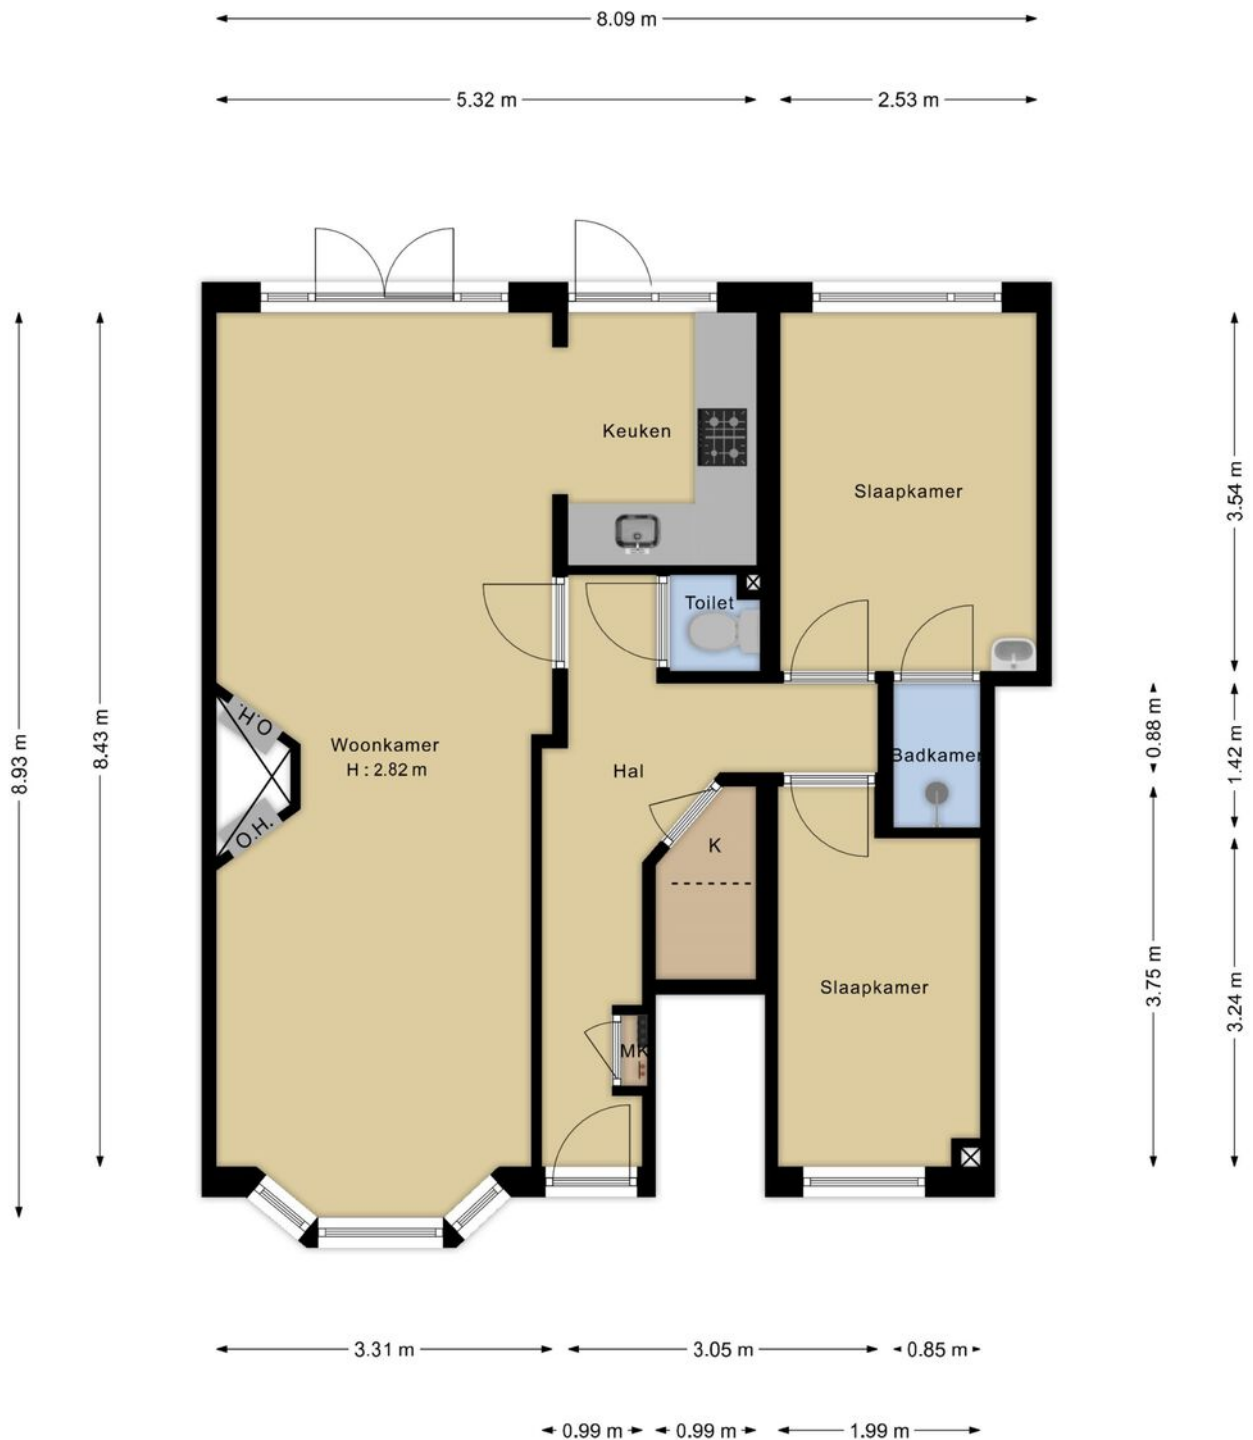 8.09 m
5.32 m
2.53 m
Keuken
Slaapkamer
3.54 m
Toilet
O.H.
Woonkamer
H : 2.82 m
O.H.
Hal
Badkamer
K
8.93 m
8.43 m
0.88 m
1.42 m
3.75 m
3.24 m
Slaapkamer
MK
3.31 m
3.05 m
0.85 m
0.99 m
0.99 m
1.99 m